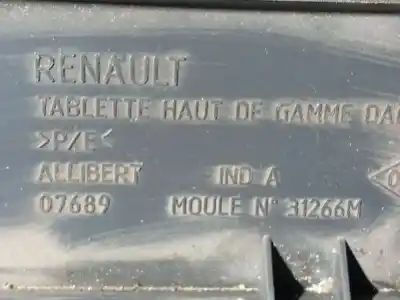 RENAULT
TABLETTE HAUT DE GAMME
>P/E<
ALLIBERT IND A
07689 MOULE N° 31266M